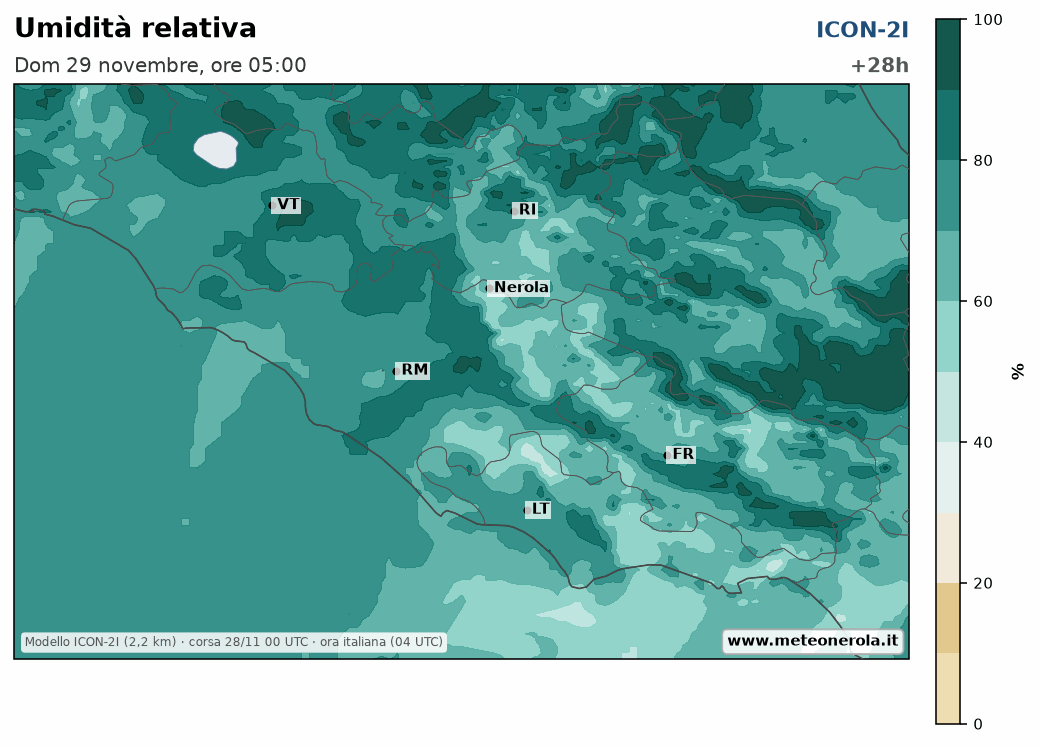 Umidità relativa
ICON-2I
Dom 29 novembre, ore 05:00
+28h
VT
RI
Nerola
RM
FR
LT
Modello ICON-2I (2,2 km) · corsa 28/11 00 UTC · ora italiana (04 UTC)
www.meteonerola.it
100
80
60
40
20
0
%